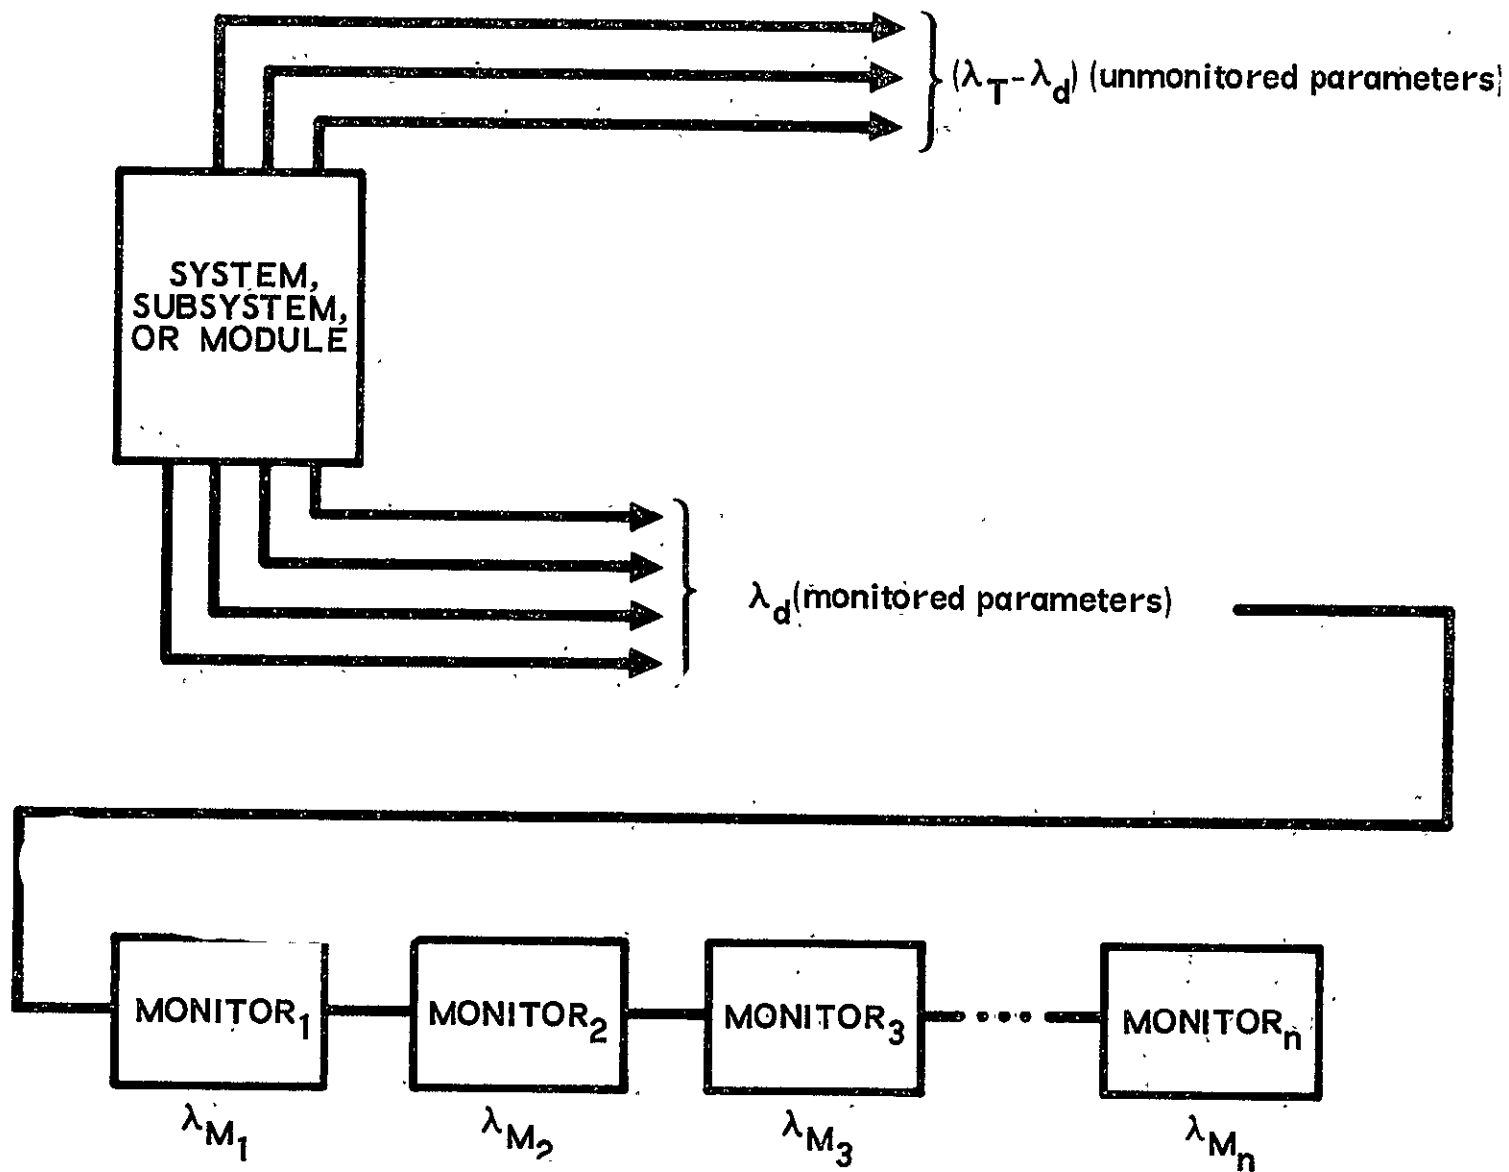 (λT-λd) (unmonitored parameters)
SYSTEM,
SUBSYSTEM,
OR MODULE
λd(monitored parameters)
MONITOR1
MONITOR2
MONITOR3
MONITORn
λM1
λM2
λM3
λMn